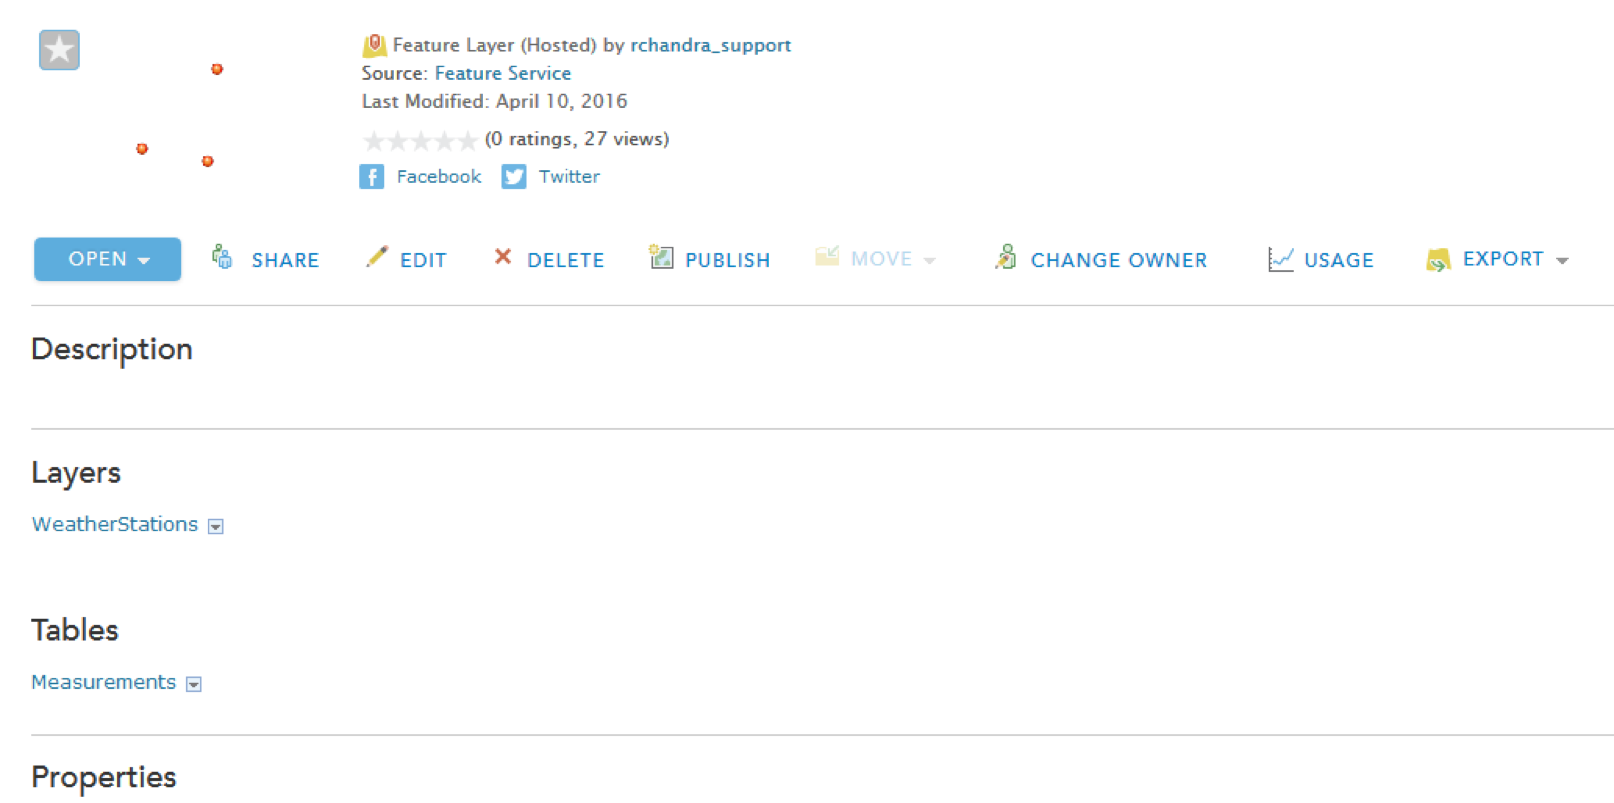 Feature Layer (Hosted) by rchandra_support
Source: Feature Service
Last Modified: April 10, 2016
(0 ratings, 27 views)
Facebook Twitter
OPEN SHARE EDIT DELETE PUBLISH MOVE CHANGE OWNER USAGE EXPORT
Description
Layers
WeatherStations
Tables
Measurements
Properties